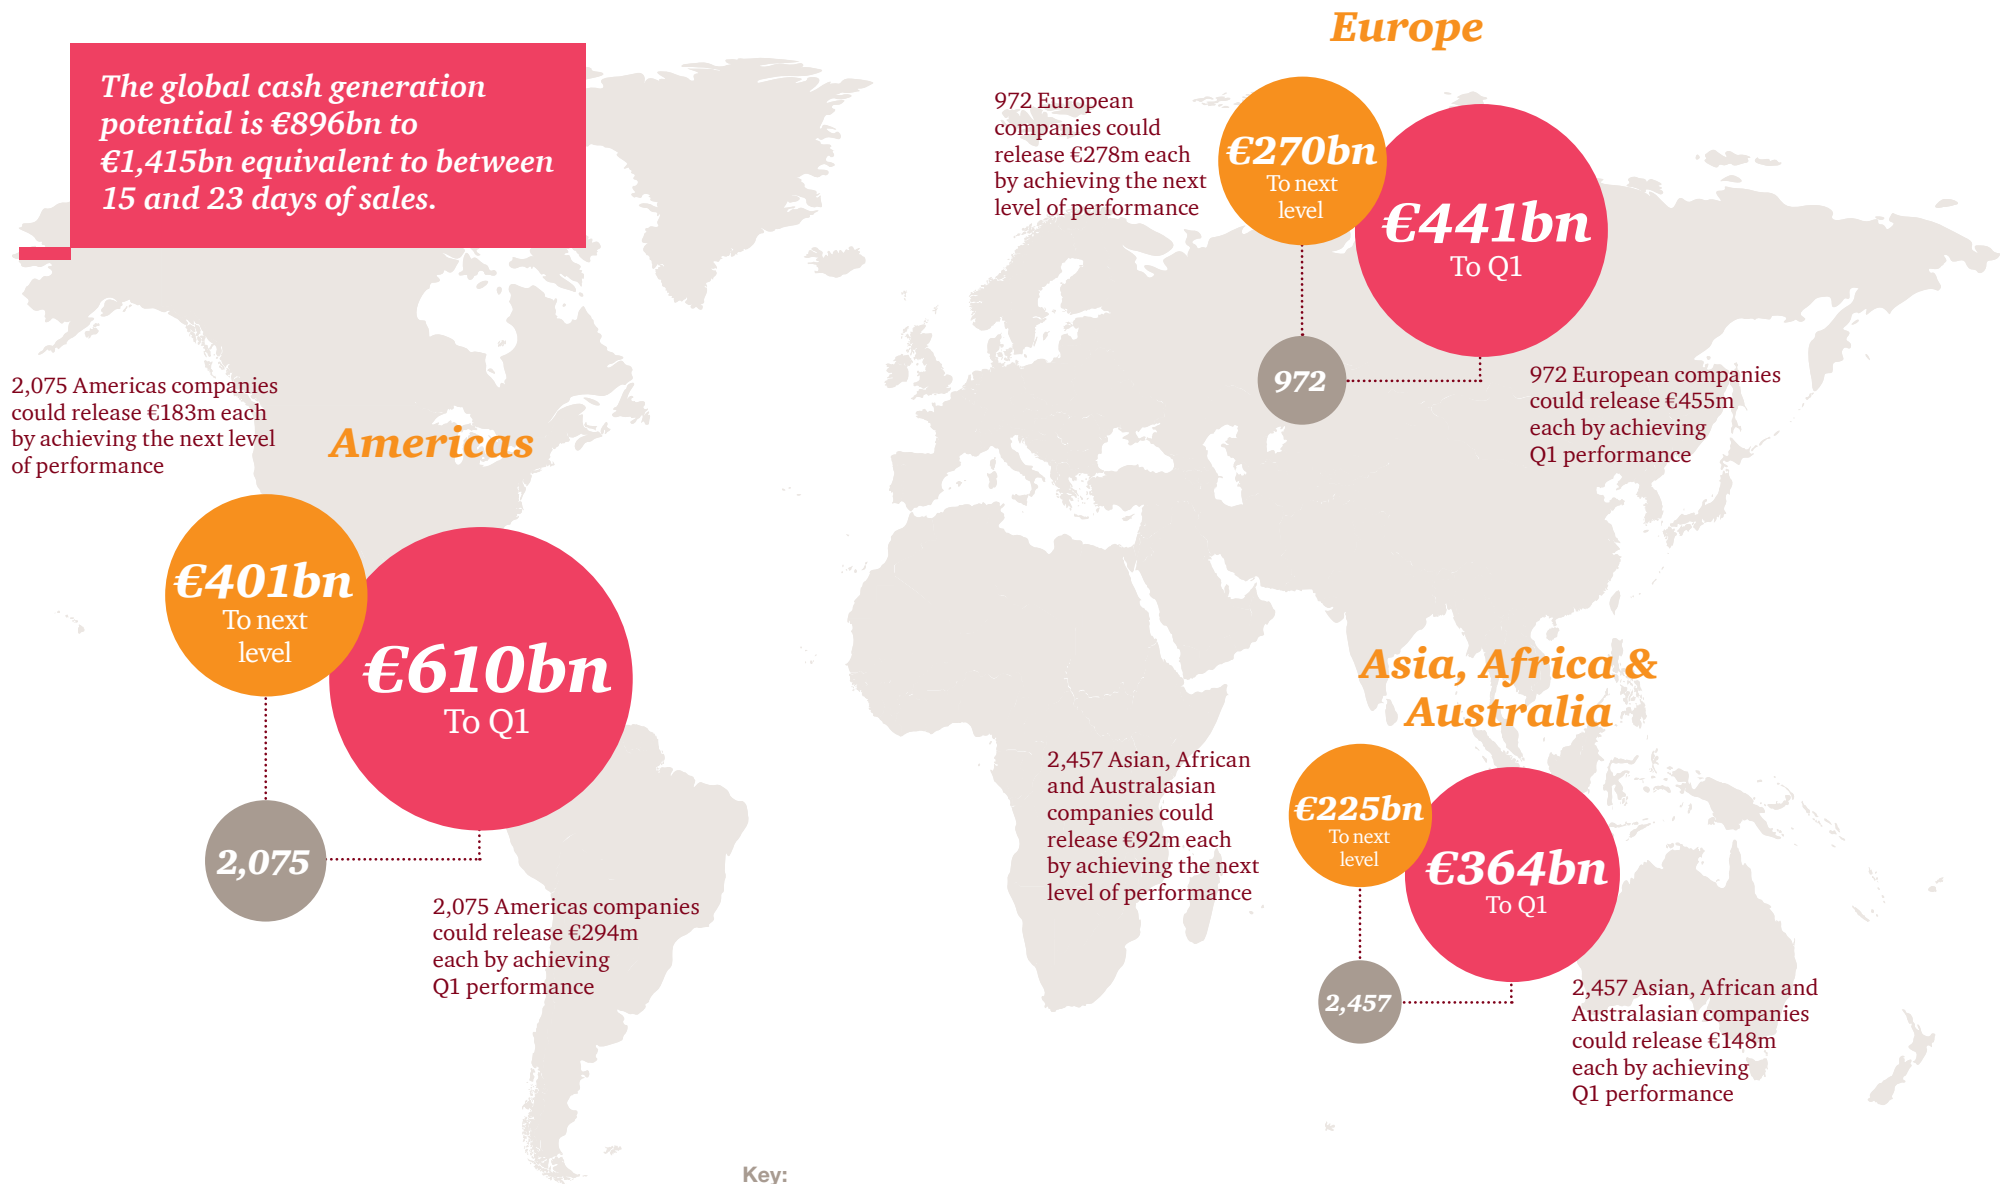 The global cash generation
potential is €896bn to
€1,415bn equivalent to between
15 and 23 days of sales.
Europe
972 European
companies could
release €278m each
by achieving the next
level of performance
€270bn
To next
level
€441bn
To Q1
972
972 European companies
could release €455m
each by achieving
Q1 performance
2,075 Americas companies
could release €183m each
by achieving the next level
of performance
Americas
€401bn
To next
level
€610bn
To Q1
2,075
2,075 Americas companies
could release €294m
each by achieving
Q1 performance
Asia, Africa &
Australia
2,457 Asian, African
and Australasian
companies could
release €92m each
by achieving the next
level of performance
€225bn
To next
level
€364bn
To Q1
2,457
2,457 Asian, African and
Australasian companies
could release €148m
each by achieving
Q1 performance
Key: